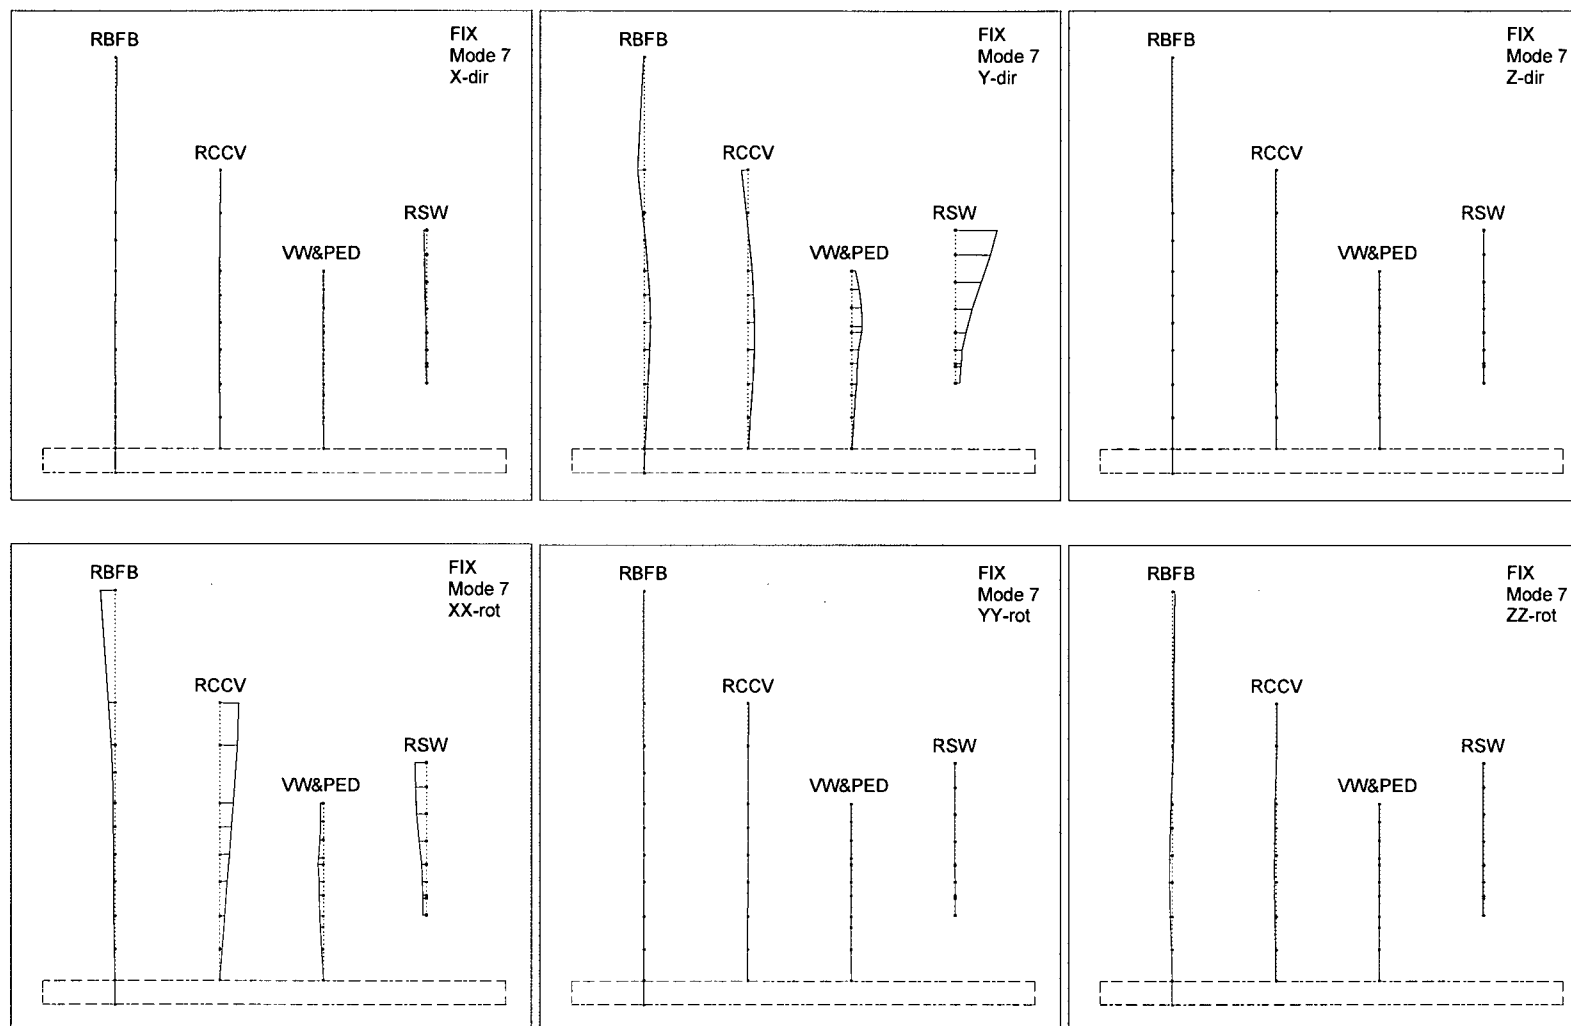 RBFB
FIX
Mode 7
X-dir
RCCV
RSW
VW&PED
RBFB
FIX
Mode 7
Y-dir
RCCV
RSW
VW&PED
RBFB
FIX
Mode 7
Z-dir
RCCV
RSW
VW&PED
RBFB
FIX
Mode 7
XX-rot
RCCV
RSW
VW&PED
RBFB
FIX
Mode 7
YY-rot
RCCV
RSW
VW&PED
RBFB
FIX
Mode 7
ZZ-rot
RCCV
RSW
VW&PED